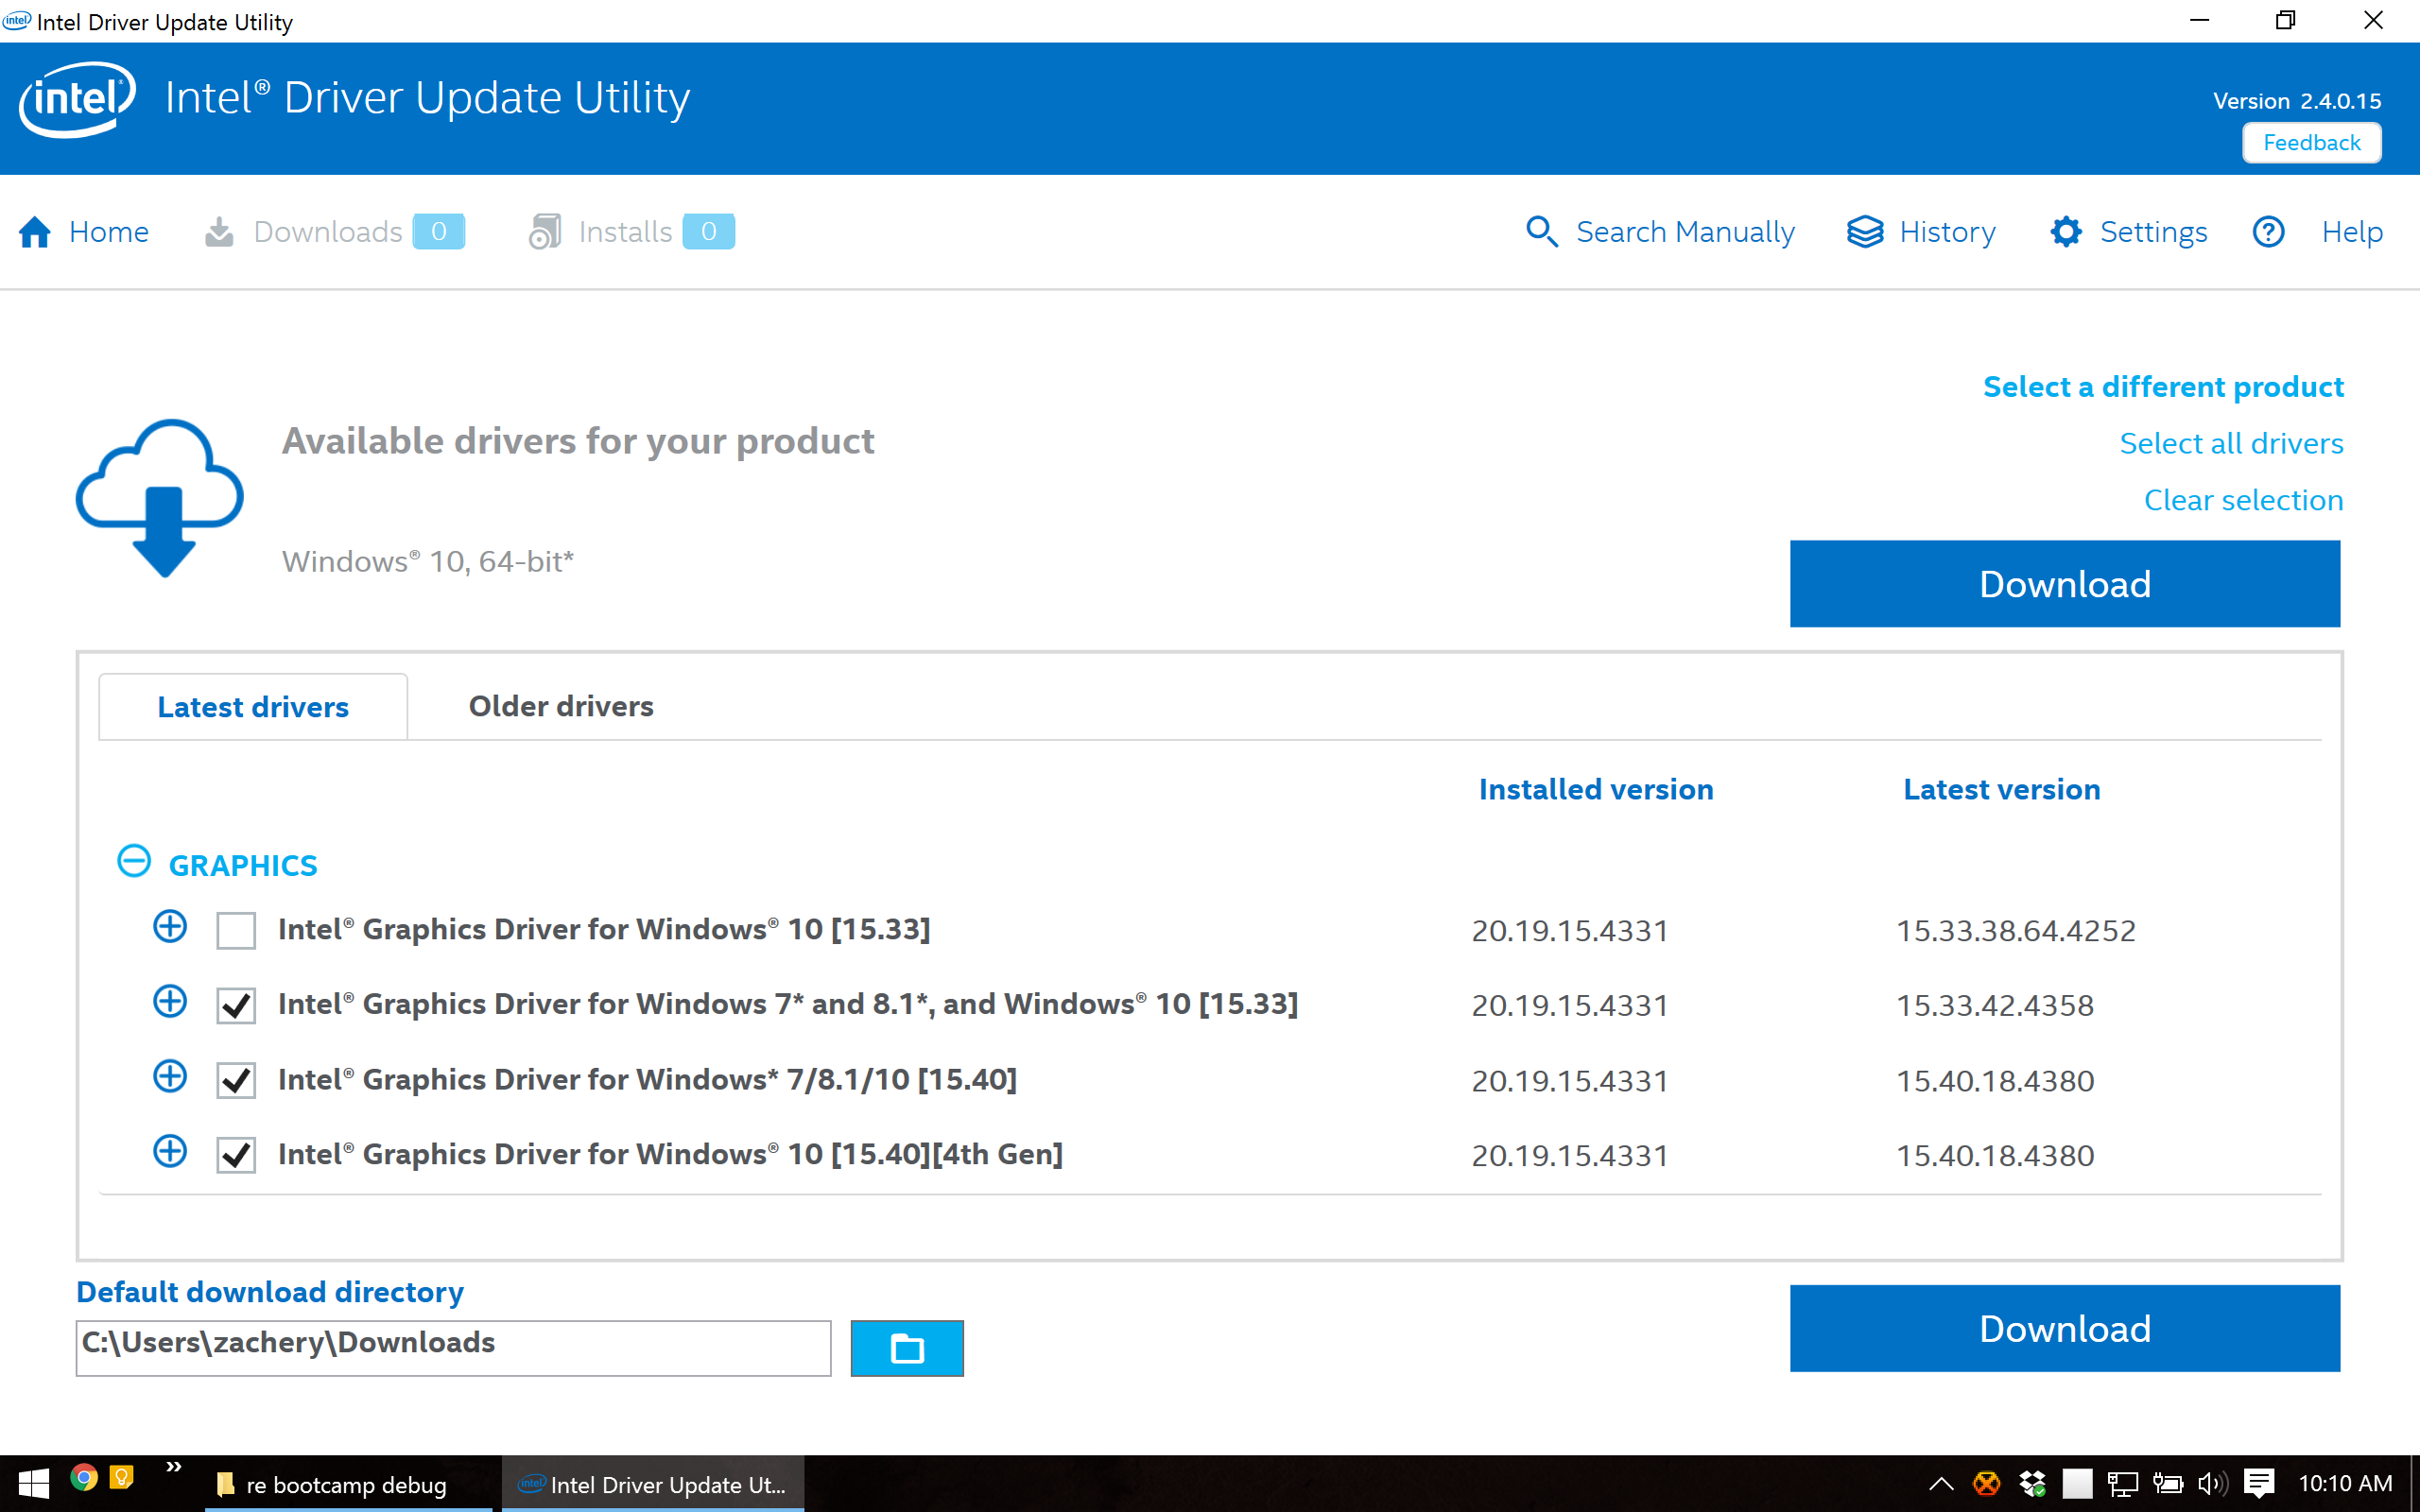 intel Intel Driver Update Utility
intel® Intel® Driver Update Utility
Version 2.4.0.15
Feedback
Home Downloads 0 Installs 0 Search Manually History Settings ? Help
Select a different product
Available drivers for your product
Select all drivers
Clear selection
Windows® 10, 64-bit*
Download
Latest drivers Older drivers
Installed version Latest version
GRAPHICS
Intel® Graphics Driver for Windows® 10 [15.33] 20.19.15.4331 15.33.38.64.4252
Intel® Graphics Driver for Windows 7* and 8.1*, and Windows® 10 [15.33] 20.19.15.4331 15.33.42.4358
Intel® Graphics Driver for Windows* 7/8.1/10 [15.40] 20.19.15.4331 15.40.18.4380
Intel® Graphics Driver for Windows® 10 [15.40][4th Gen] 20.19.15.4331 15.40.18.4380
Default download directory
C:\Users\zachery\Downloads
Download
» re bootcamp debug intel Intel Driver Update Ut... 10:10 AM